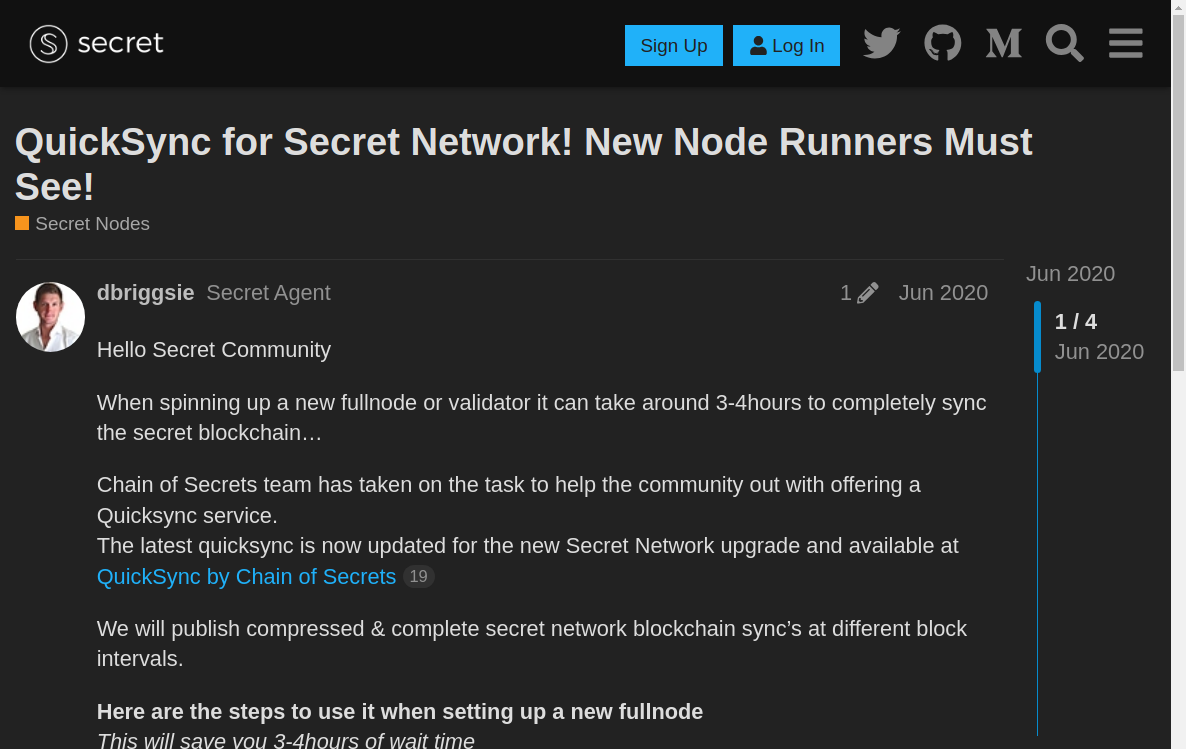 secret
Sign Up
Log In
QuickSync for Secret Network! New Node Runners Must
See!
Secret Nodes
dbriggsie Secret Agent
1
Jun 2020
Hello Secret Community
When spinning up a new fullnode or validator it can take around 3-4hours to completely sync
the secret blockchain…
Chain of Secrets team has taken on the task to help the community out with offering a
Quicksync service.
The latest quicksync is now updated for the new Secret Network upgrade and available at
QuickSync by Chain of Secrets 19
We will publish compressed & complete secret network blockchain sync’s at different block
intervals.
Here are the steps to use it when setting up a new fullnode
This will save you 3-4hours of wait time
Jun 2020
1 / 4
Jun 2020